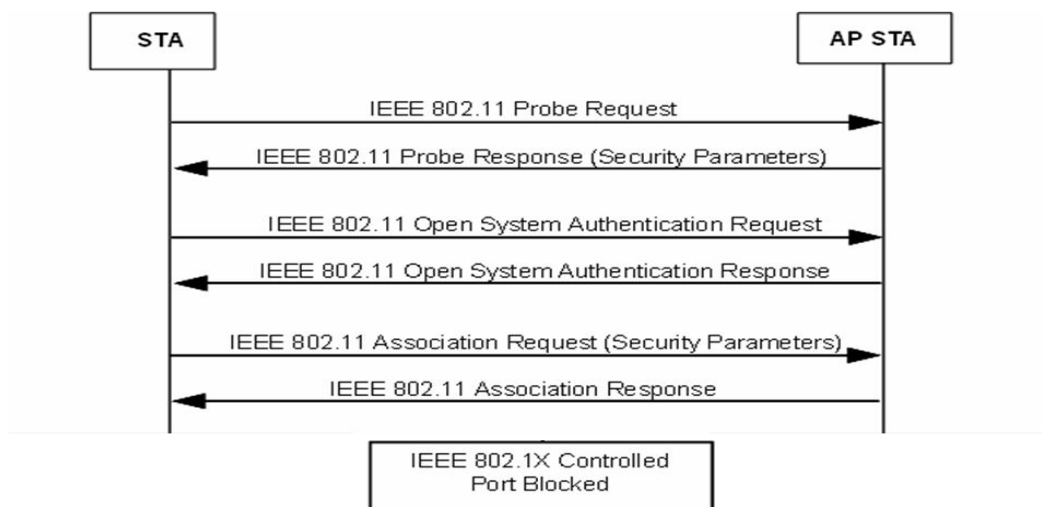 STA
AP STA
IEEE 802.11 Probe Request
IEEE 802.11 Probe Response (Security Parameters)
IEEE 802.11 Open System Authentication Request
IEEE 802.11 Open System Authentication Response
IEEE 802.11 Association Request (Security Parameters)
IEEE 802.11 Association Response
IEEE 802.1X Controlled
Port Blocked